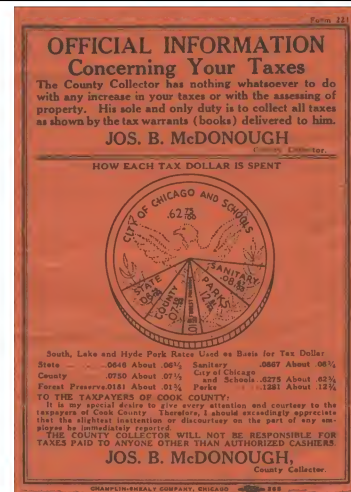 Form 221
OFFICIAL INFORMATION
Concerning Your Taxes
The County Collector has nothing whatsoever to do
with any increase in your taxes or with the assessing of
property. His sole and only duty is to collect all taxes
as shown by the tax warrants (books) delivered to him.
JOS. B. McDONOUGH
County Collector.
HOW EACH TAX DOLLAR IS SPENT
CITY OF CHICAGO AND SCHOOLS
.62 75/100
STATE
COUNTY
PARKS
SANITARY
South, Lake and Hyde Park Rates Used as Basis for Tax Dollar
State .0646 About .06½ Sanitary .0867 About .08½
County .0750 About .07½ City of Chicago
and Schools .6275 About .62¾
Forest Preserve .0181 About .01¾ Parks .1281 About .12¾
TO THE TAXPAYERS OF COOK COUNTY:
It is my special desire to give every attention and courtesy to the
taxpayers of Cook County Therefore, I should exceedingly appreciate
that the slightest inattention or discourtesy on the part of any em-
ployee be immediately reported.
THE COUNTY COLLECTOR WILL NOT BE RESPONSIBLE FOR
TAXES PAID TO ANYONE OTHER THAN AUTHORIZED CASHIERS.
JOS. B. McDONOUGH,
County Collector.
CHAMPLIN-SHEALY COMPANY, CHICAGO